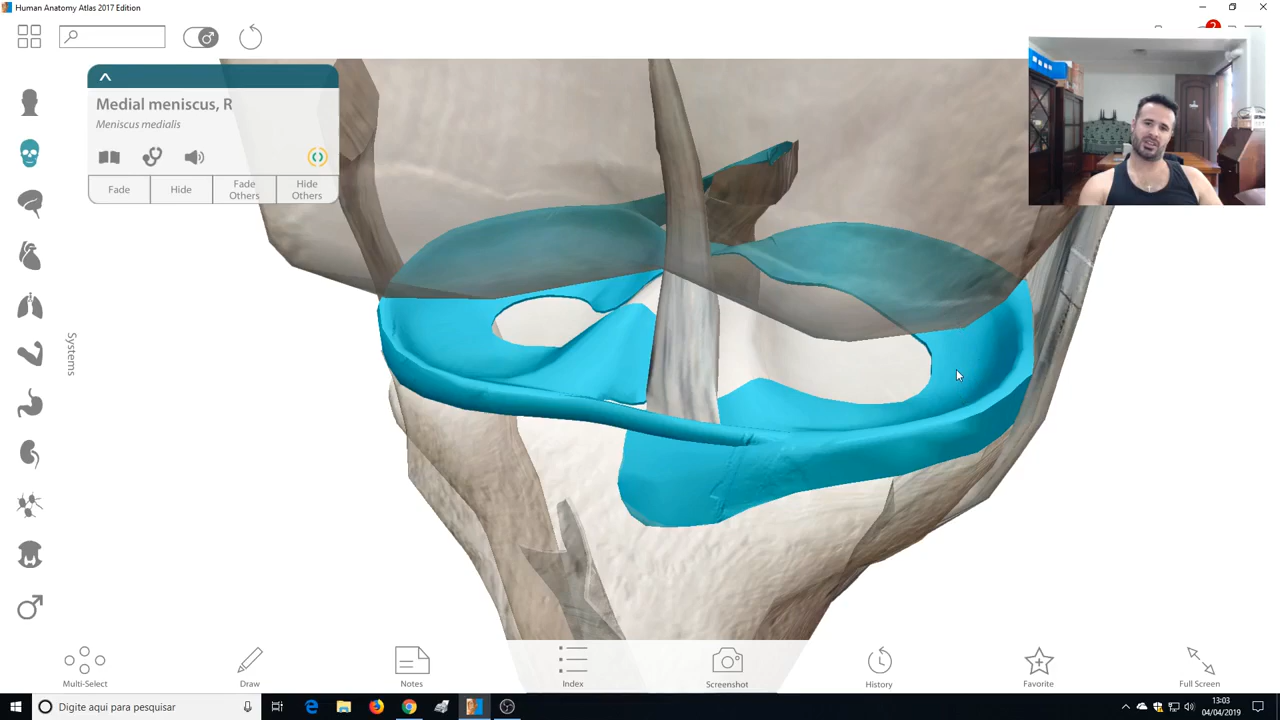 Human Anatomy Atlas 2017 Edition
2
Medial meniscus, R
Meniscus medialis
Fade
Hide
Fade Others
Hide Others
Systems
Multi-Select
Draw
Notes
Index
Screenshot
History
Favorite
Full Screen
Digite aqui para pesquisar
13:03
04/04/2019